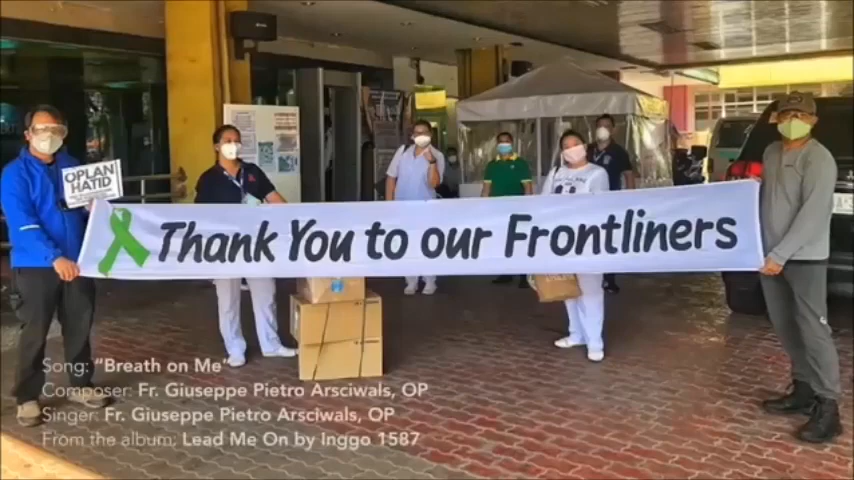 OPLAN
HATID
Thank You to our Frontliners
Song: "Breath on Me"
Composer: Fr. Giuseppe Pietro Arsciwals, OP
Singer: Fr. Giuseppe Pietro Arsciwals, OP
From the album: Lead Me On by Inggo 1587